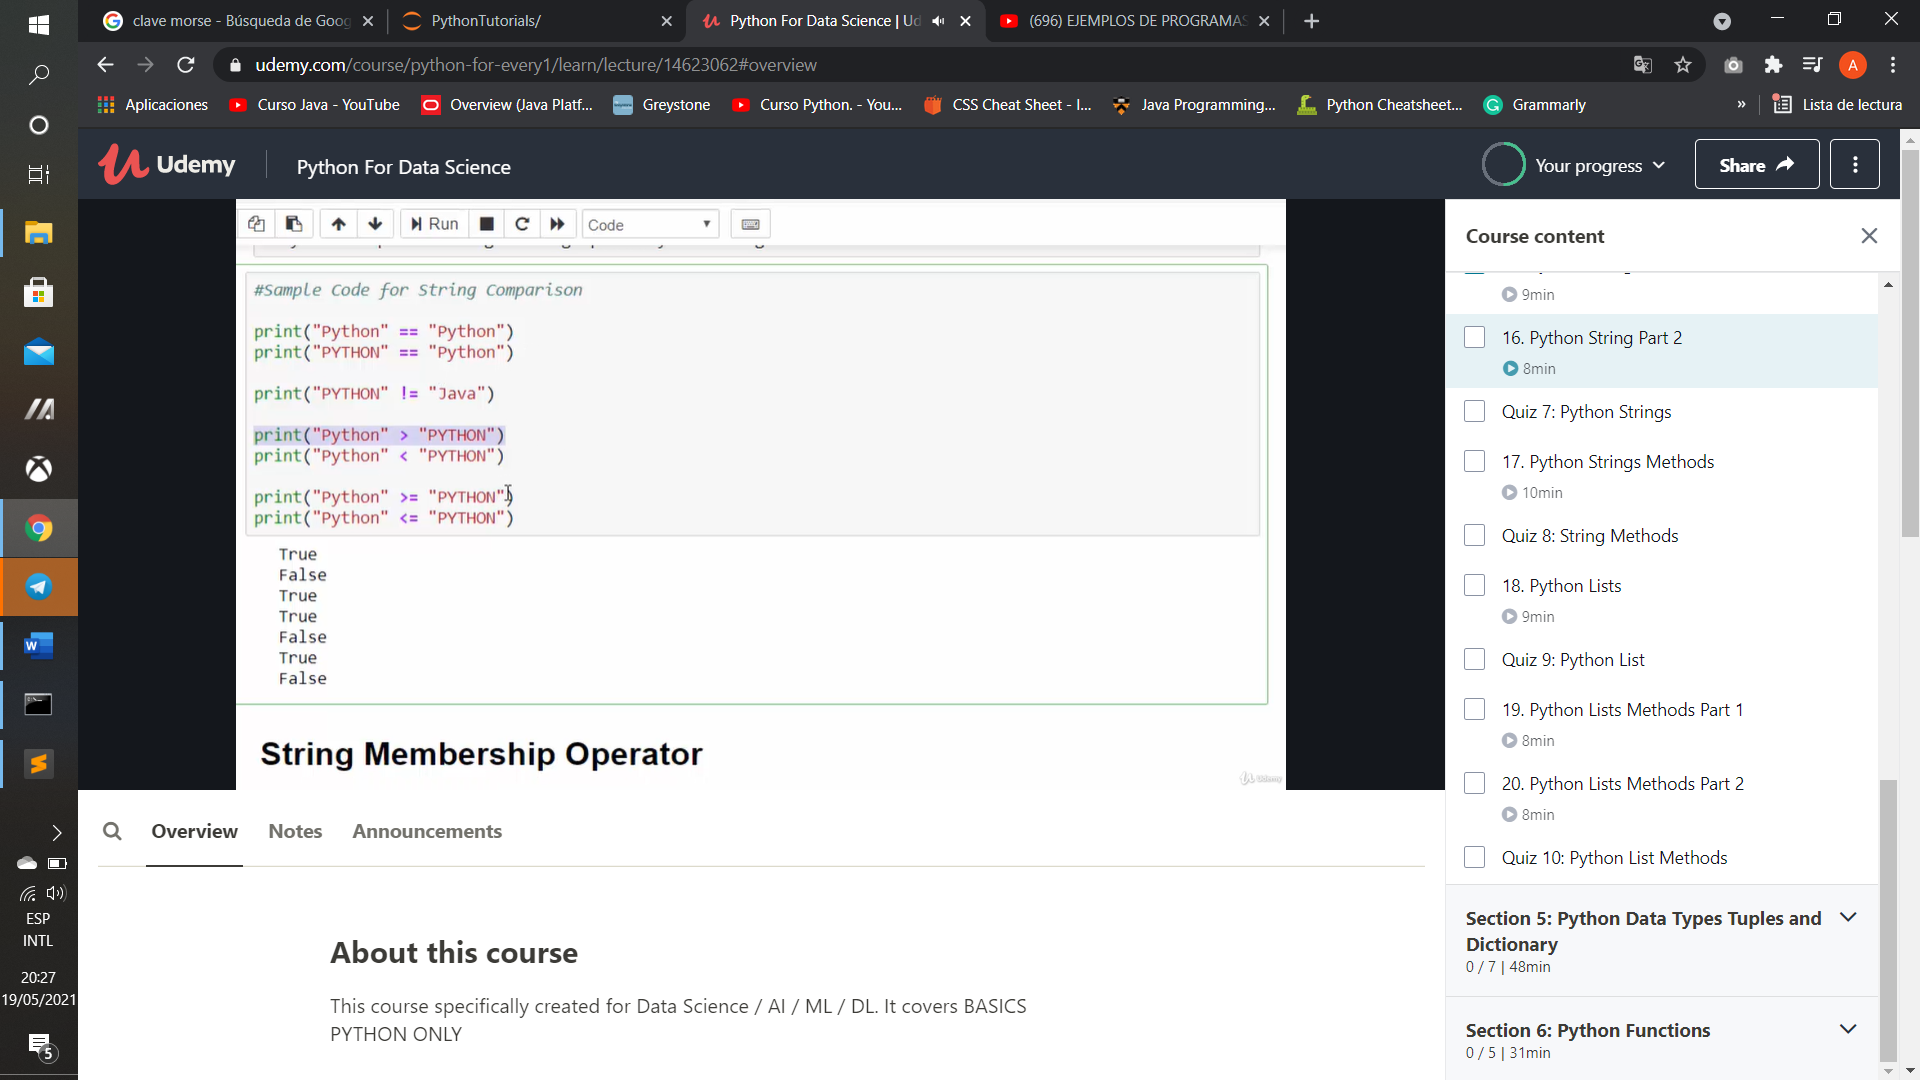 clave morse - Búsqueda de Goog
PythonTutorials/
Python For Data Science | Ud
(696) EJEMPLOS DE PROGRAMAS
udemy.com/course/python-for-every1/learn/lecture/14623062#overview
A
Aplicaciones
Curso Java - YouTube
Overview (Java Platf...
Greystone
Curso Python. - You...
CSS Cheat Sheet - I...
Java Programming...
Python Cheatsheet...
Grammarly
»
Lista de lectura
Udemy
Python For Data Science
Your progress
Share
Run
Code
#Sample Code for String Comparison
print("Python" == "Python")
print("PYTHON" == "Python")
print("PYTHON" != "Java")
print("Python" > "PYTHON")
print("Python" < "PYTHON")
print("Python" >= "PYTHON")
print("Python" <= "PYTHON")
True
False
True
True
False
True
False
String Membership Operator
Udemy
Overview
Notes
Announcements
About this course
This course specifically created for Data Science / AI / ML / DL. It covers BASICS
PYTHON ONLY
Course content
9min
16. Python String Part 2
8min
Quiz 7: Python Strings
17. Python Strings Methods
10min
Quiz 8: String Methods
18. Python Lists
9min
Quiz 9: Python List
19. Python Lists Methods Part 1
8min
20. Python Lists Methods Part 2
8min
Quiz 10: Python List Methods
Section 5: Python Data Types Tuples and
Dictionary
0 / 7 | 48min
Section 6: Python Functions
0 / 5 | 31min
ESP
INTL
20:27
19/05/2021
5